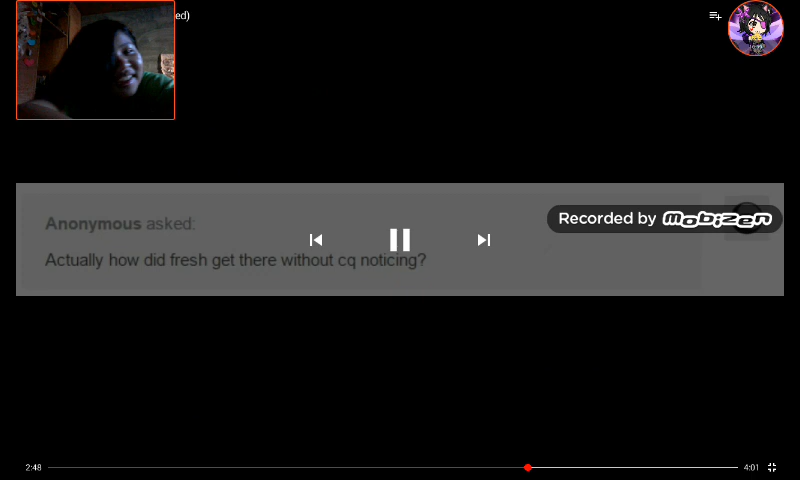 ed)
Recorded by Mobizen
Anonymous asked:
Actually how did fresh get there without cq noticing?
2:48
4:01